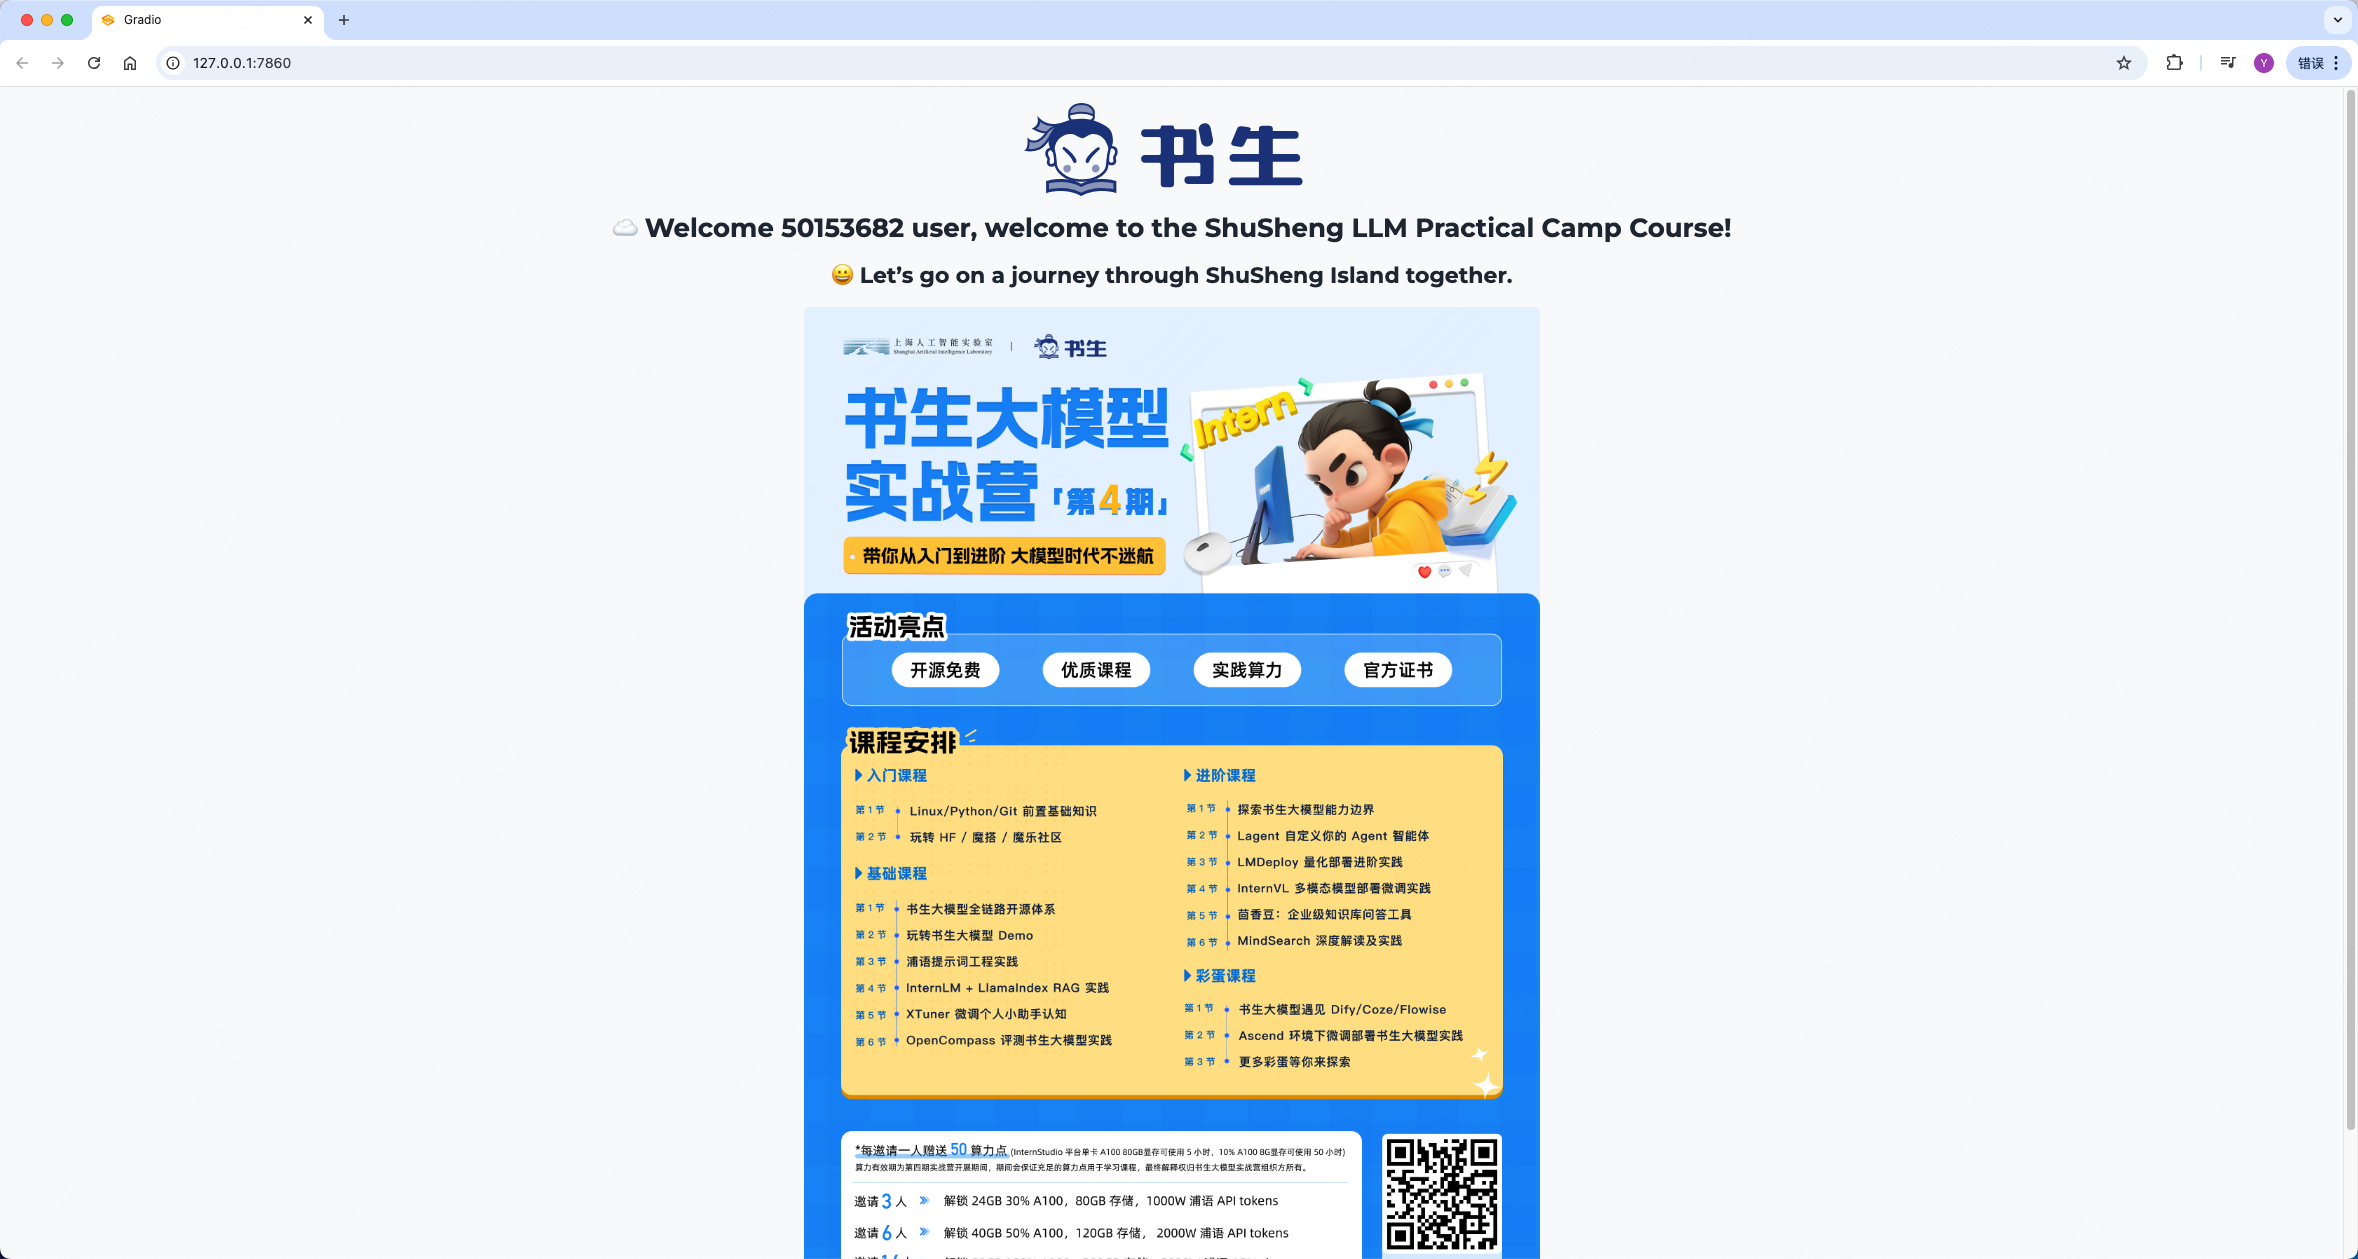 Gradio
127.0.0.1:7860
Y
错误
书生
Welcome 50153682 user, welcome to the ShuSheng LLM Practical Camp Course!
Let’s go on a journey through ShuSheng Island together.
上海人工智能实验室
Shanghai Artificial Intelligence Laboratory
书生
书生大模型
实战营「第4期」
Intern
带你从入门到进阶 大模型时代不迷航
活动亮点
开源免费 优质课程 实践算力 官方证书
课程安排
入门课程
第1节 Linux/Python/Git 前置基础知识
第2节 玩转 HF / 魔搭 / 魔乐社区
基础课程
第1节 书生大模型全链路开源体系
第2节 玩转书生大模型 Demo
第3节 浦语提示词工程实践
第4节 InternLM + LlamaIndex RAG 实践
第5节 XTuner 微调个人小助手认知
第6节 OpenCompass 评测书生大模型实践
进阶课程
第1节 探索书生大模型能力边界
第2节 Lagent 自定义你的 Agent 智能体
第3节 LMDeploy 量化部署进阶实践
第4节 InternVL 多模态模型部署微调实践
第5节 茴香豆：企业级知识库问答工具
第6节 MindSearch 深度解读及实践
彩蛋课程
第1节 书生大模型遇见 Dify/Coze/Flowise
第2节 Ascend 环境下微调部署书生大模型实践
第3节 更多彩蛋等你来探索
*每邀请一人赠送 50 算力点 (InternStudio 平台单卡 A100 80GB显存可使用 5 小时，10% A100 8G显存可使用 50 小时)
算力有效期为第四期实战营开展期间，期间会保证充足的算力点用于学习课程，最终解释权归书生大模型实战营组织方所有。
邀请 3 人 解锁 24GB 30% A100，80GB 存储，1000W 浦语 API tokens
邀请 6 人 解锁 40GB 50% A100，120GB 存储， 2000W 浦语 API tokens